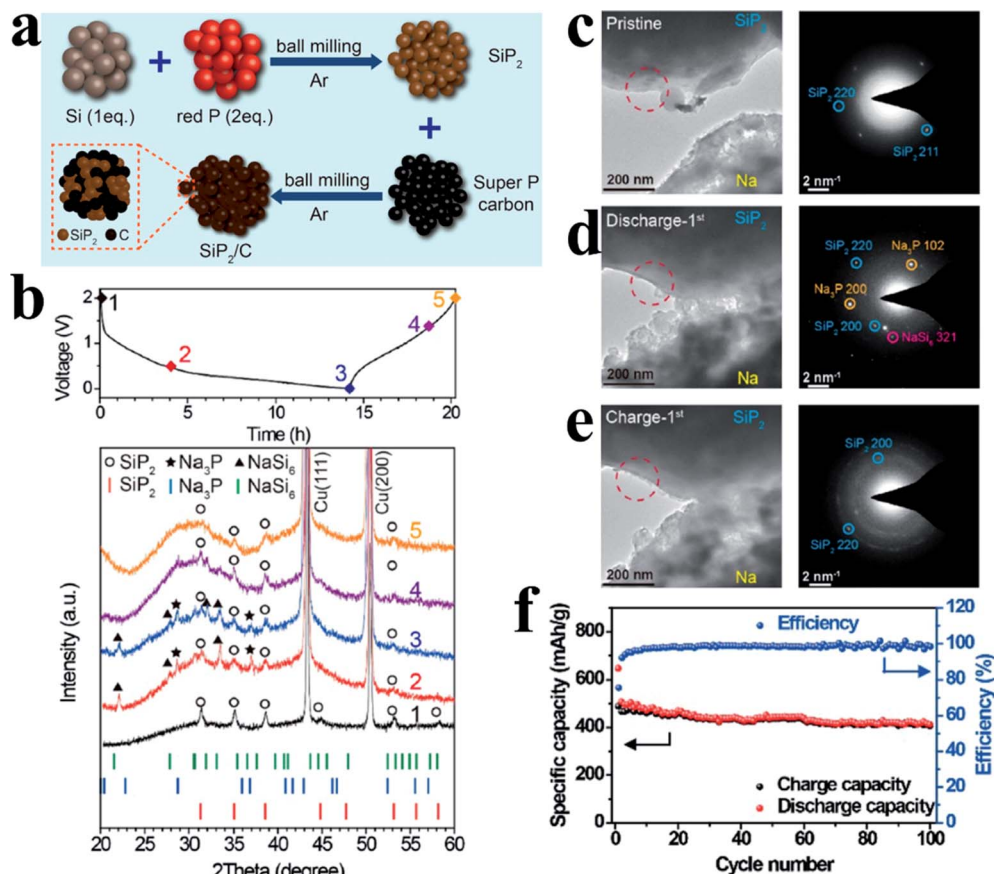 a
Si (1eq.)
+
red P (2eq.)
ball milling
Ar
SiP2
+
Super P
carbon
ball milling
Ar
SiP2/C
SiP2 C
b
Voltage (V)
2
1
0
1
2
3
4
5
0 5 10 15 20
Time (h)
SiP2 Na3P NaSi6
SiP2 Na3P NaSi6
Cu(111)
Cu(200)
5
4
3
2
1
Intensity (a.u.)
20 25 30 35 40 45 50 55 60
2Theta (degree)
c
Pristine
SiP2
200 nm
Na
SiP2 220
SiP2 211
2 nm-1
d
Discharge-1st
SiP2
200 nm
Na
SiP2 220
Na3P 102
Na3P 200
SiP2 200
NaSi6 321
2 nm-1
e
Charge-1st
SiP2
200 nm
Na
SiP2 200
SiP2 220
2 nm-1
f
Specific capacity (mAh/g)
800
600
400
200
0
Efficiency
Charge capacity
Discharge capacity
120
100
80
60
40
20
0
Efficiency (%)
0 20 40 60 80 100
Cycle number